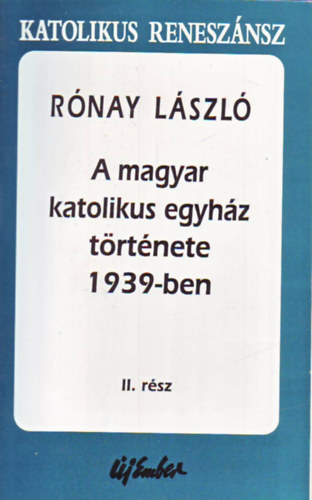 KATOLIKUS RENESZÁNSZ
RÓNAY LÁSZLÓ
A magyar
katolikus egyház
története
1939-ben
II. rész
Új Ember